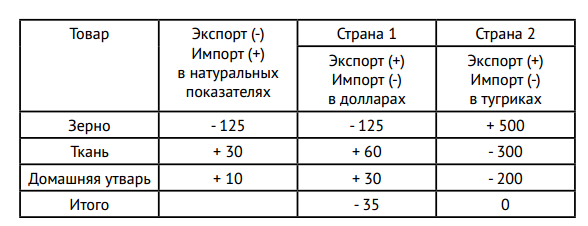 Товар Экспорт (-) Страна 1 Страна 2
Импорт (+)
в натуральных
показателях
Экспорт (+) Экспорт (+)
Импорт (-) Импорт (-)
в долларах в тугриках
Зерно - 125 - 125 + 500
Ткань + 30 + 60 - 300
Домашняя утварь + 10 + 30 - 200
Итого - 35 0